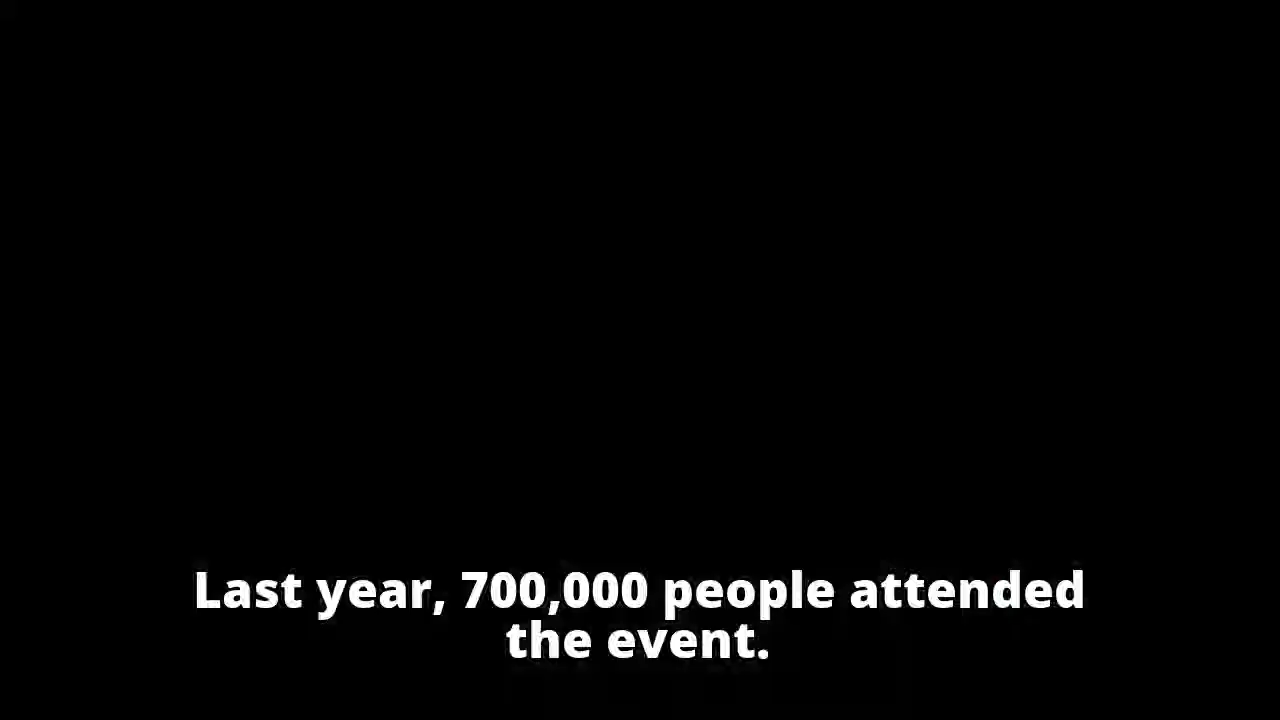 Last year, 700,000 people attended
the event.